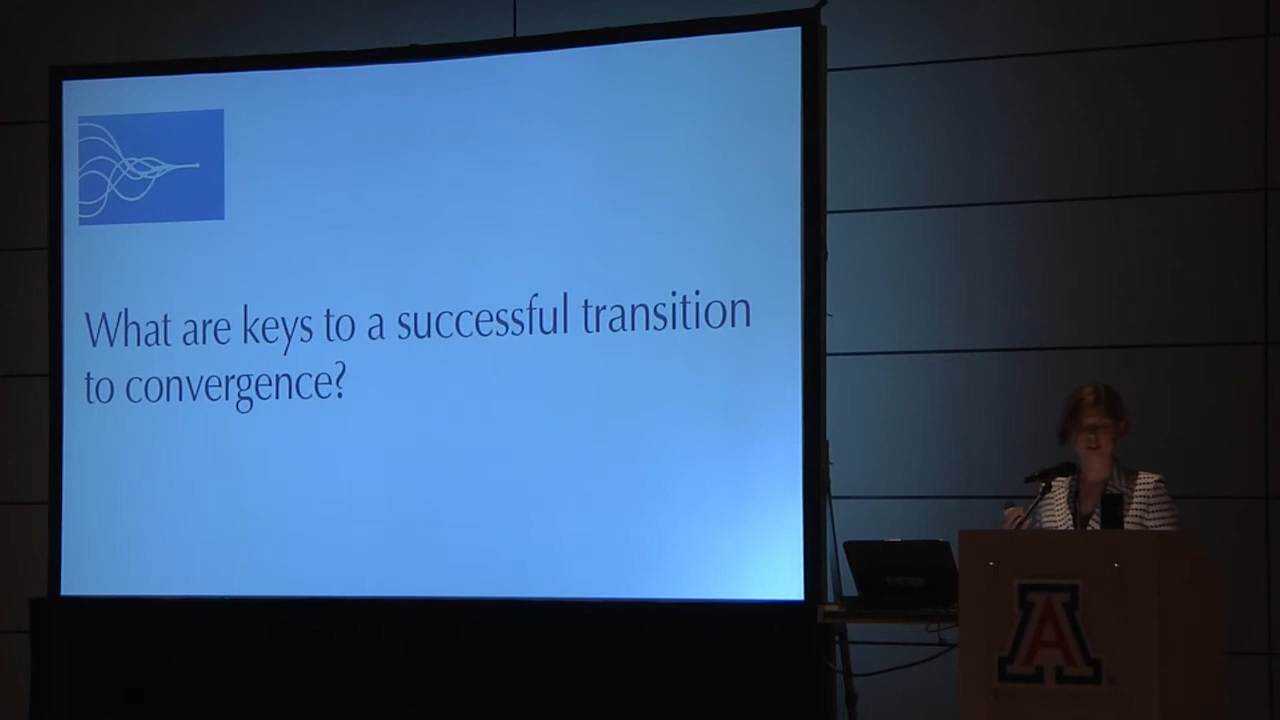 What are keys to a successful transition
to convergence?
A